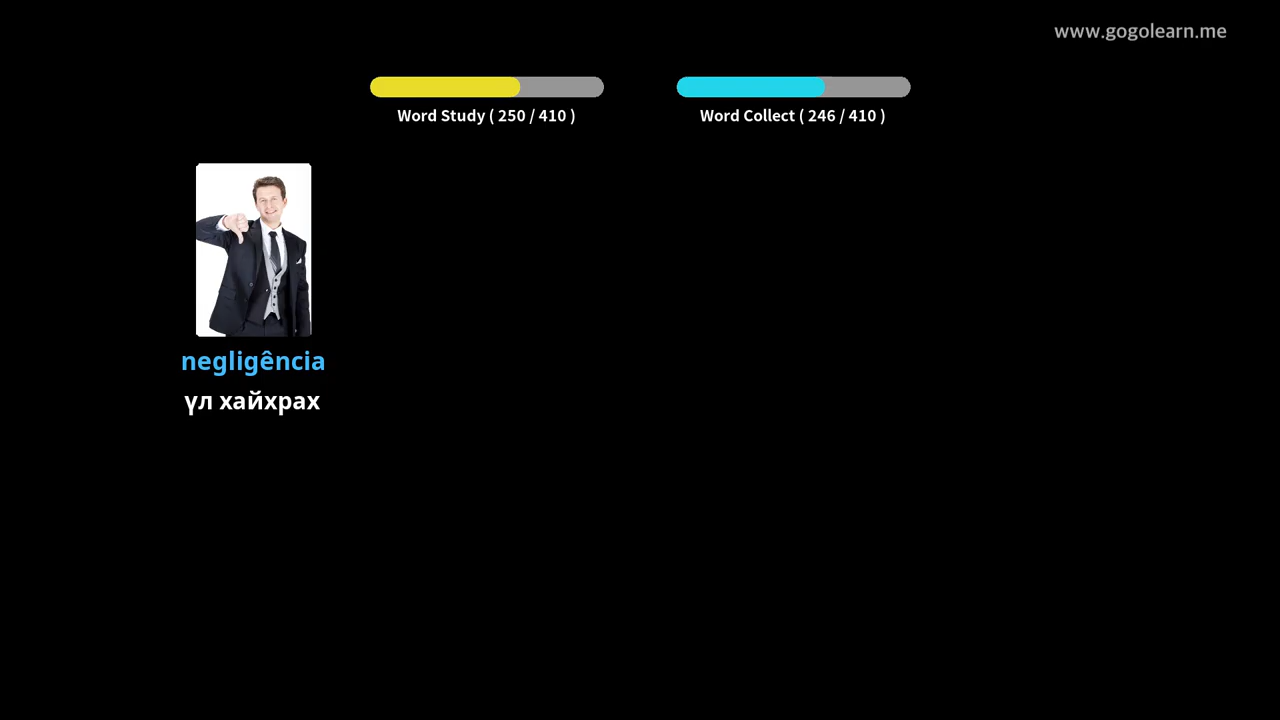 www.gogolearn.me
Word Study ( 250 / 410 )
Word Collect ( 246 / 410 )
negligência
үл хайхрах